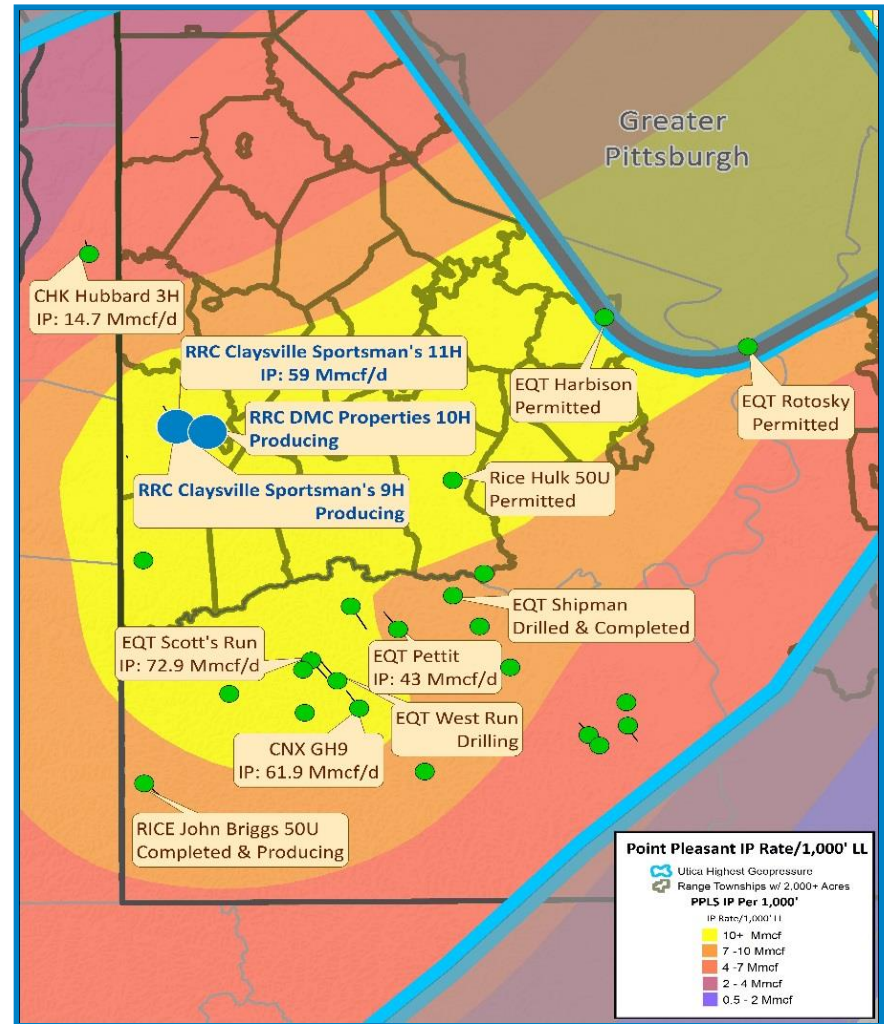 Greater
Pittsburgh
CHK Hubbard 3H
IP: 14.7 Mmcf/d
RRC Claysville Sportsman's 11H
IP: 59 Mmcf/d
RRC DMC Properties 10H
Producing
RRC Claysville Sportsman's 9H
Producing
EQT Harbison
Permitted
EQT Rotosky
Permitted
Rice Hulk 50U
Permitted
EQT Shipman
Drilled & Completed
EQT Scott's Run
IP: 72.9 Mmcf/d
EQT Pettit
IP: 43 Mmcf/d
EQT West Run
Drilling
CNX GH9
IP: 61.9 Mmcf/d
RICE John Briggs 50U
Completed & Producing
Point Pleasant IP Rate/1,000' LL
Utica Highest Geopressure
Range Townships w/ 2,000+ Acres
PPLS IP Per 1,000'
IP Rate/1,000' LL
10+ Mmcf
7 -10 Mmcf
4 -7 Mmcf
2 - 4 Mmcf
0.5 - 2 Mmcf